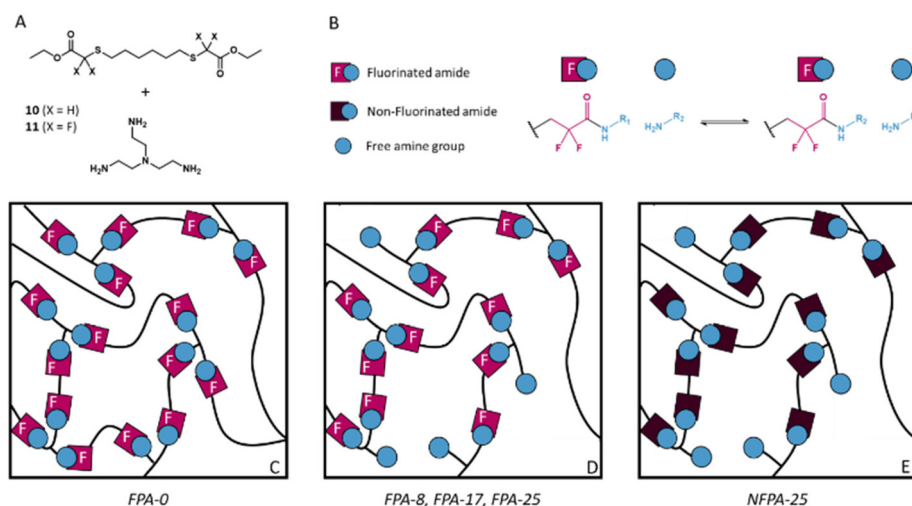 A
B
X X
O
S
O
X X
S
X X
O
O
10 (X = H)
11 (X = F)
+
NH₂
H₂N
N
NH₂
F
Fluorinated amide
Non-Fluorinated amide
Free amine group
F
F
O
N
H
R₁
F F
H₂N
R₂
O
N
H
R₂
F F
H₂N
F F F F F F F F F F F F F F F F
C
F F F F F F F F F F F F
D
E
FPA-0
FPA-8, FPA-17, FPA-25
NFPA-25